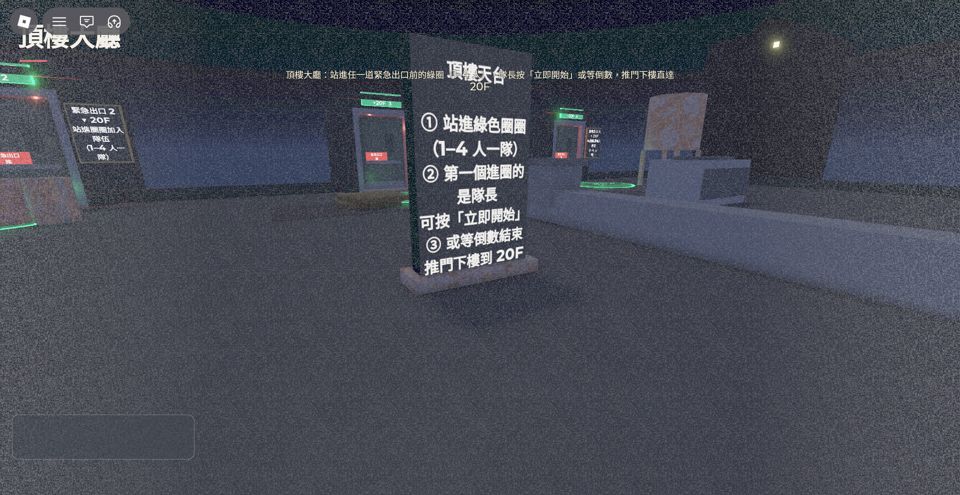 頂樓大廳
頂樓大廳：站進任一道緊急出口前的綠圈
隊長按「立即開始」或等倒數，推門下樓直達
20F
頂樓天台
① 站進綠色圈圈
（1–4 人一隊）
② 第一個進圈的
是隊長
可按「立即開始」
③ 或等倒數結束
推門下樓到 20F
2
緊急出口 2
▼ 20F
站進圈圈加入
隊伍
（1–4 人一
隊）